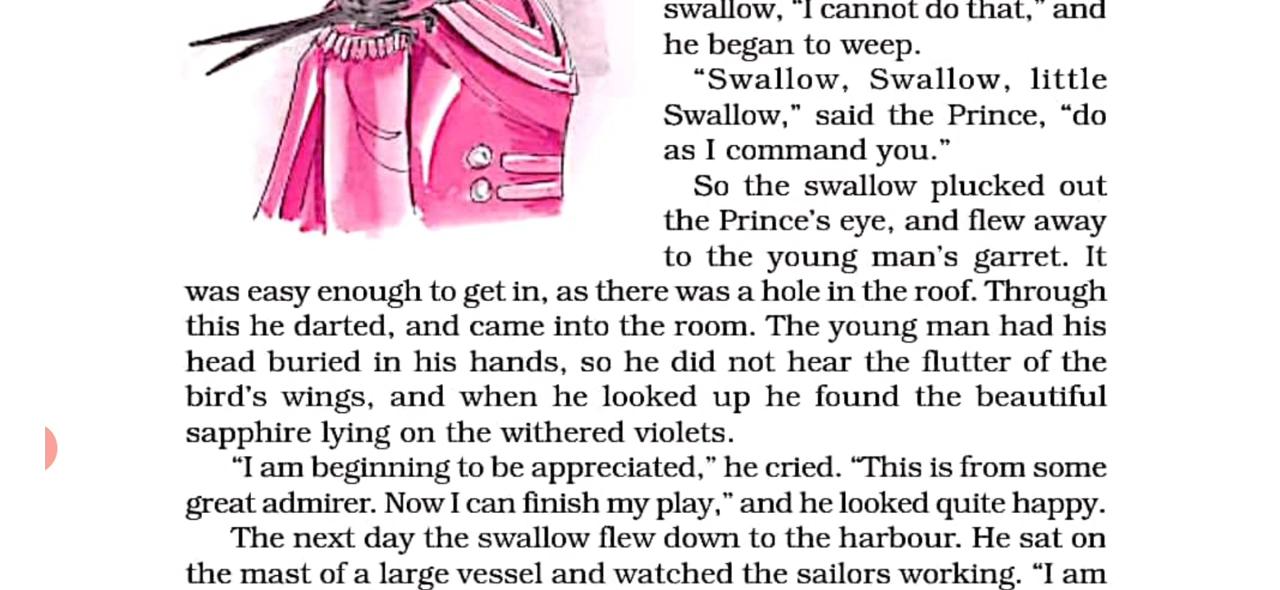 swallow, “I cannot do that,” and
he began to weep.
“Swallow, Swallow, little
Swallow,” said the Prince, “do
as I command you.”
So the swallow plucked out
the Prince’s eye, and flew away
to the young man’s garret. It
was easy enough to get in, as there was a hole in the roof. Through
this he darted, and came into the room. The young man had his
head buried in his hands, so he did not hear the flutter of the
bird’s wings, and when he looked up he found the beautiful
sapphire lying on the withered violets.
“I am beginning to be appreciated,” he cried. “This is from some
great admirer. Now I can finish my play,” and he looked quite happy.
The next day the swallow flew down to the harbour. He sat on
the mast of a large vessel and watched the sailors working. “I am